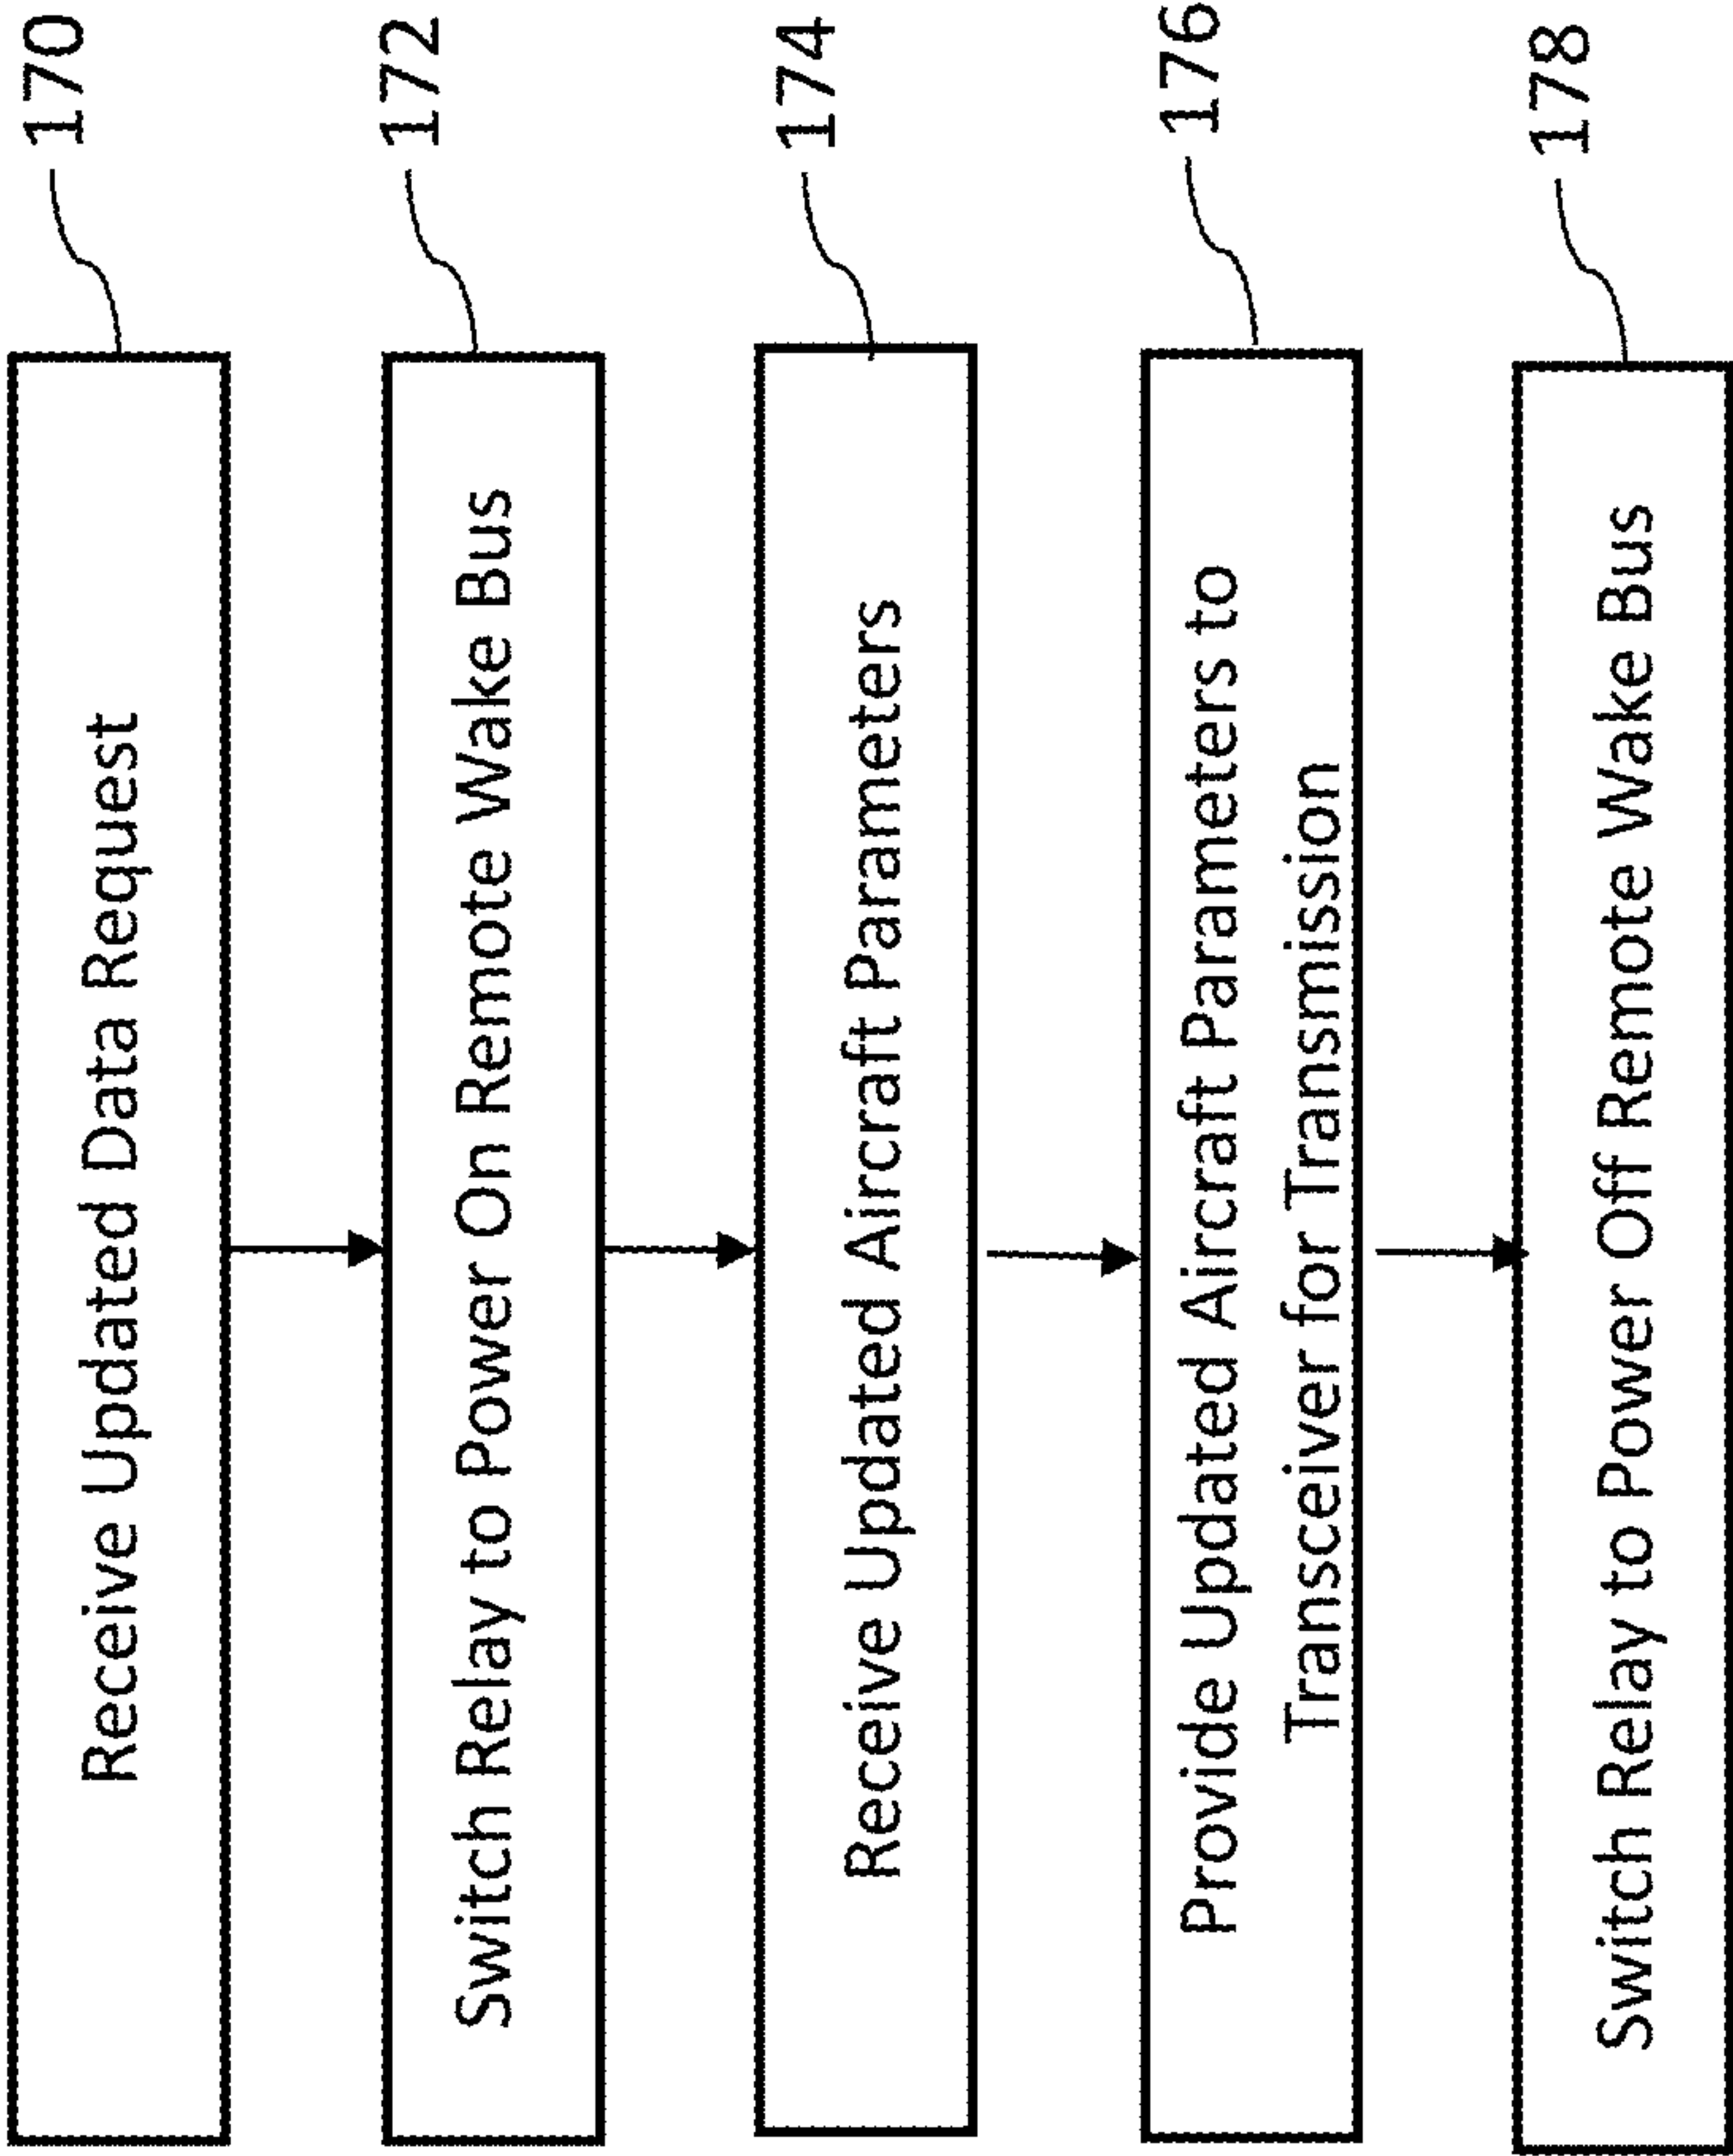 Receive Updated Data Request
170
Switch Relay to Power On Remote Wake Bus
172
Receive Updated Aircraft Parameters
174
Provide Updated Aircraft Parameters to
Transceiver for Transmission
176
Switch Relay to Power Off Remote Wake Bus
178